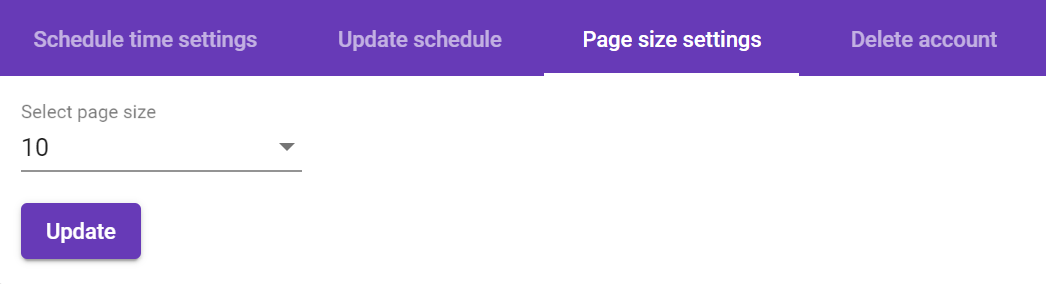 Schedule time settings Update schedule Page size settings Delete account
Select page size
10
Update